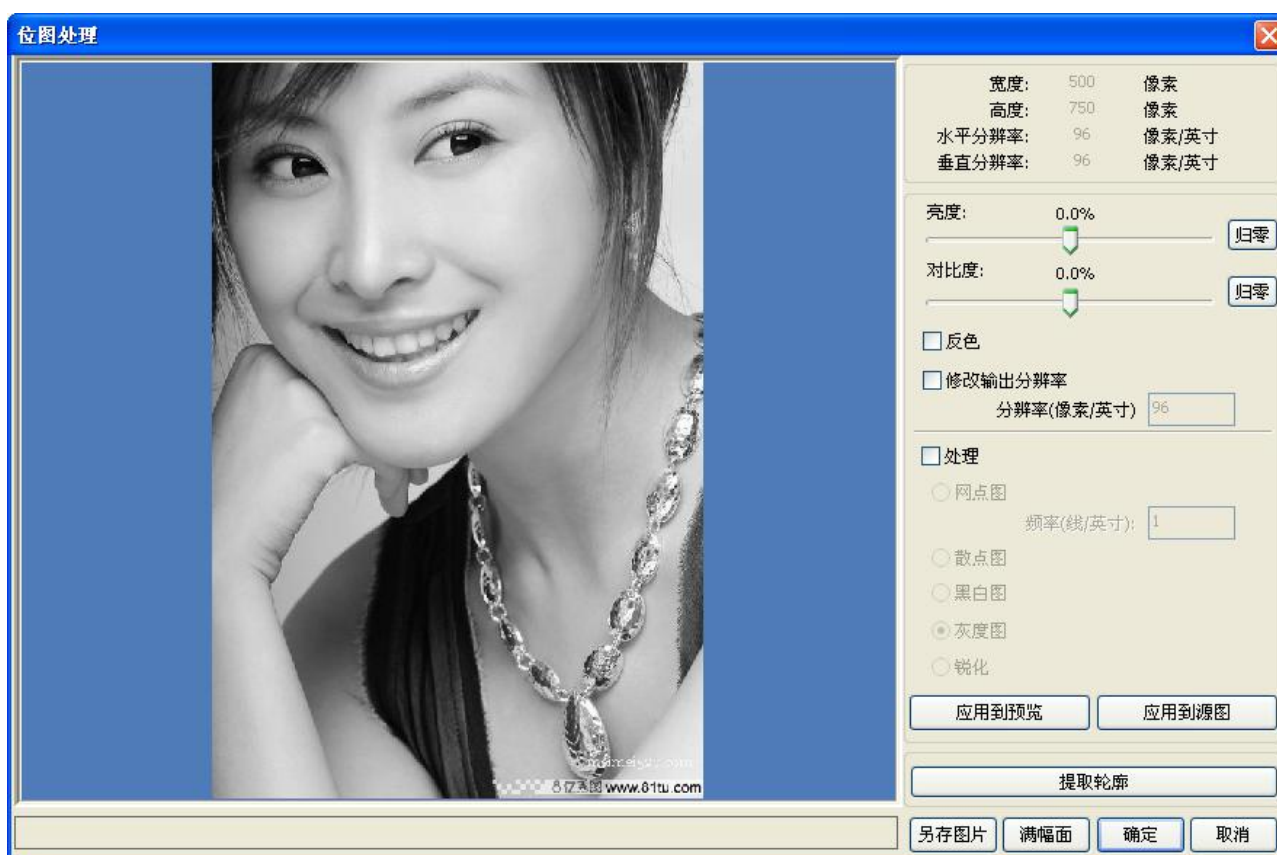 位图处理
宽度: 500 像素
高度: 750 像素
水平分辨率: 96 像素/英寸
垂直分辨率: 96 像素/英寸
亮度: 0.0%
归零
对比度: 0.0%
归零
反色
修改输出分辨率
分辨率(像素/英寸) 96
处理
网点图
频率(线/英寸): 1
散点图
黑白图
灰度图
锐化
应用到预览 应用到源图
www.81tu.com
提取轮廓
另存图片 满幅面 确定 取消